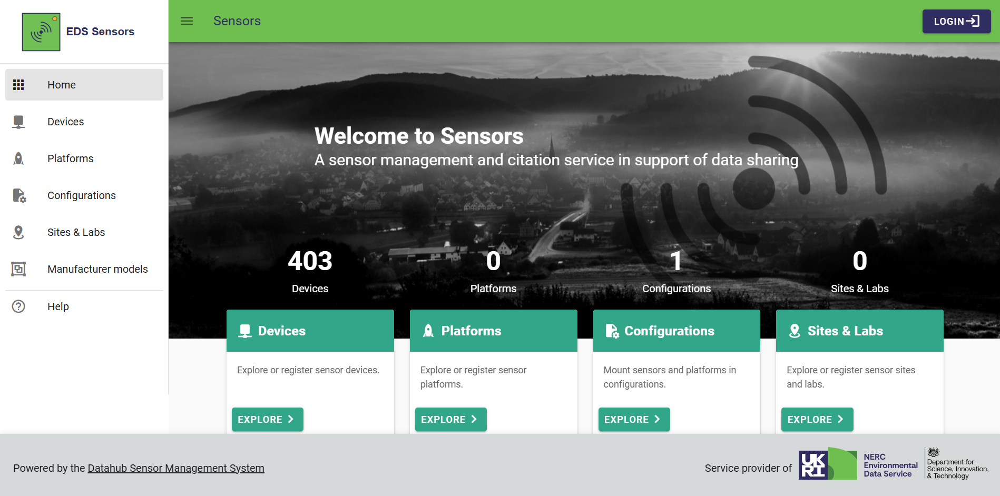 EDS Sensors
Sensors
LOGIN
Home
Devices
Platforms
Configurations
Sites & Labs
Manufacturer models
Help
Welcome to Sensors
A sensor management and citation service in support of data sharing
403
Devices
0
Platforms
1
Configurations
0
Sites & Labs
Devices
Explore or register sensor devices.
EXPLORE
Platforms
Explore or register sensor
platforms.
EXPLORE
Configurations
Mount sensors and platforms in
configurations.
EXPLORE
Sites & Labs
Explore or register sensor sites
and labs.
EXPLORE
Powered by the Datahub Sensor Management System
Service provider of
UK
RI
NERC
Environmental
Data Service
Department for
Science, Innovation,
& Technology